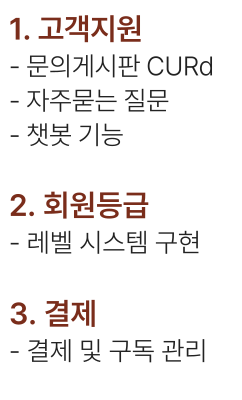 1. 고객지원
- 문의게시판 CURd
- 자주묻는 질문
- 챗봇 기능
2. 회원등급
- 레벨 시스템 구현
3. 결제
- 결제 및 구독 관리